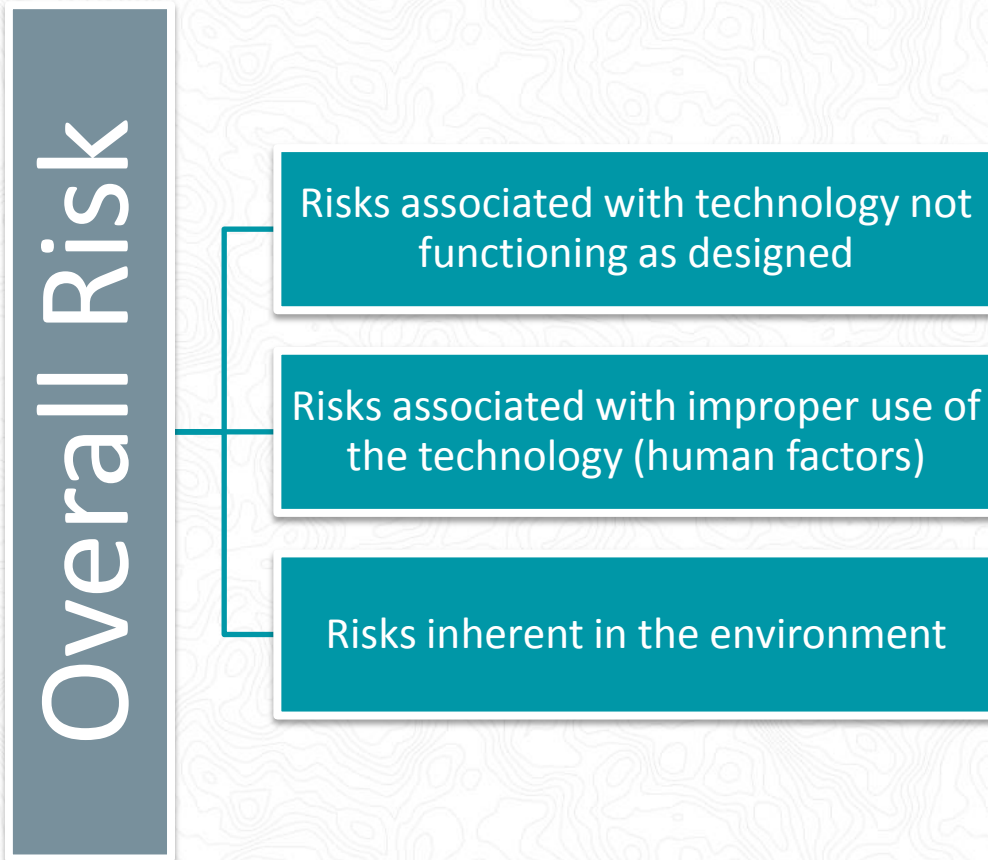 Overall Risk
Risks associated with technology not
functioning as designed
Risks associated with improper use of
the technology (human factors)
Risks inherent in the environment